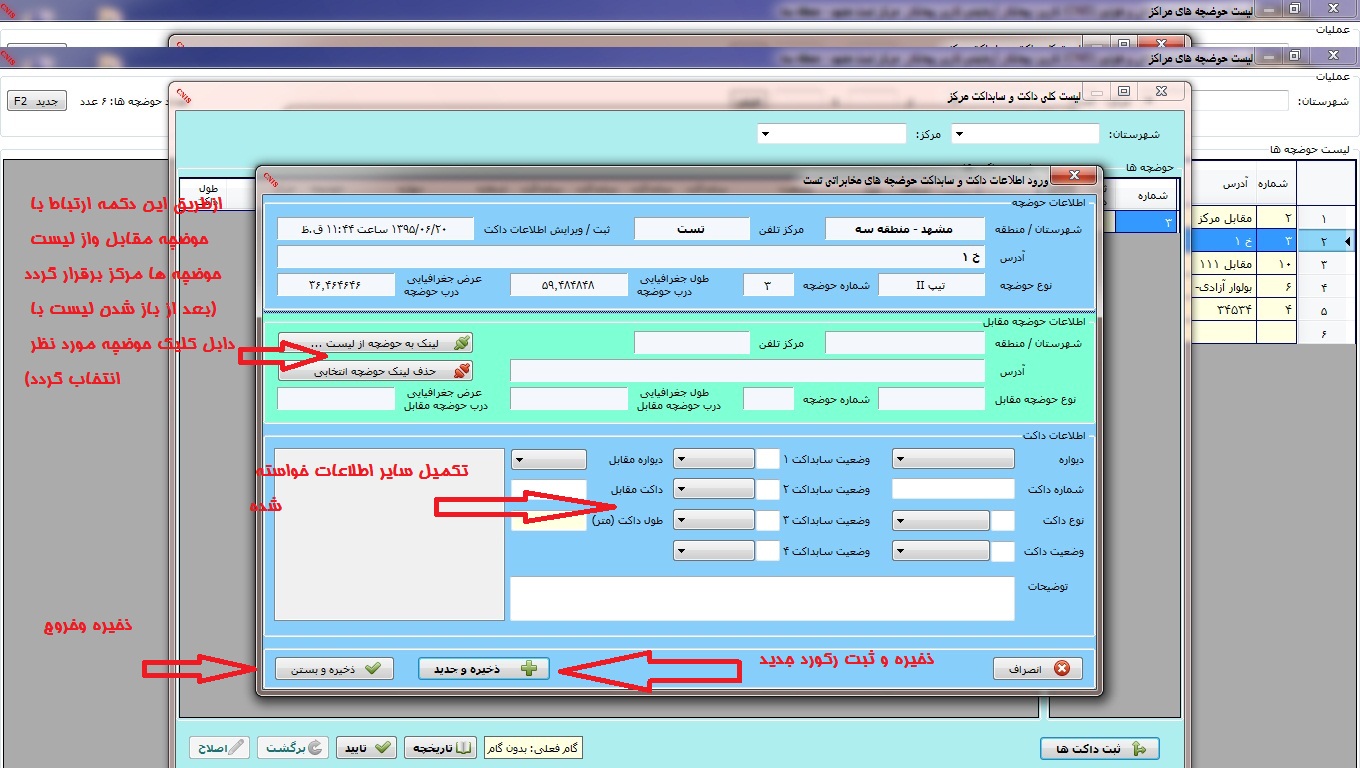 لیست حوضچه های مراکز
عملیات
لیست حوضچه های مراکز
CNIS
عملیات
شهرستان:
حوضچه ها: ۶ عدد
جدید F2
لیست حوضچه ها
شماره
آدرس
۱
۲
مقابل مرکز
۲
۳
خ ۱
۳
۱۰
مقابل ۱۱۱
۴
۶
بولوار آزادی-
۵
۴
۳۴۵۳۴
۶
لیست کلی داکت و سابداکت مرکز
CNIS
شهرستان:
مرکز:
حوضچه ها
شماره
۳
طول
ورود اطلاعات داکت و سابداکت حوضچه های مخابراتی تست
CNIS
اطلاعات حوضچه
شهرستان / منطقه
مشهد - منطقه سه
مرکز تلفن
تست
ثبت / ویرایش اطلاعات داکت
۱۳۹۵/۰۶/۲۰ ساعت ۱۱:۴۴ ق.ظ
آدرس
خ ۱
نوع حوضچه
تیپ II
شماره حوضچه
۳
طول جغرافیایی
درب حوضچه
۵۹,۴۸۴۸۴۸
عرض جغرافیایی
درب حوضچه
۳۶,۴۶۴۶۴۶
اطلاعات حوضچه مقابل
شهرستان / منطقه
مرکز تلفن
لینک به حوضچه از لیست ...
آدرس
حذف لینک حوضچه انتخابی
نوع حوضچه مقابل
شماره حوضچه
طول جغرافیایی
درب حوضچه مقابل
عرض جغرافیایی
درب حوضچه مقابل
اطلاعات داکت
دیواره
وضعیت سابداکت ۱
دیواره مقابل
شماره داکت
وضعیت سابداکت ۲
داکت مقابل
نوع داکت
وضعیت سابداکت ۳
طول داکت (متر)
وضعیت داکت
وضعیت سابداکت ۴
توضیحات
انصراف
ذخیره و جدید
ذخیره و بستن
ازطریق این دکمه ارتباط با
حوضچه مقابل واز لیست
حوضچه ها مرکز برقرار گردد
(بعد از باز شدن لیست با
دابل کلیک حوضچه مورد نظر
انتخاب گردد)
تکمیل سایر اطلاعات خواسته
شده
ذخیره وخروج
ذخیره و ثبت رکورد جدید
ثبت داکت ها
گام فعلی: بدون گام
تاریخچه
تایید
برگشت
اصلاح